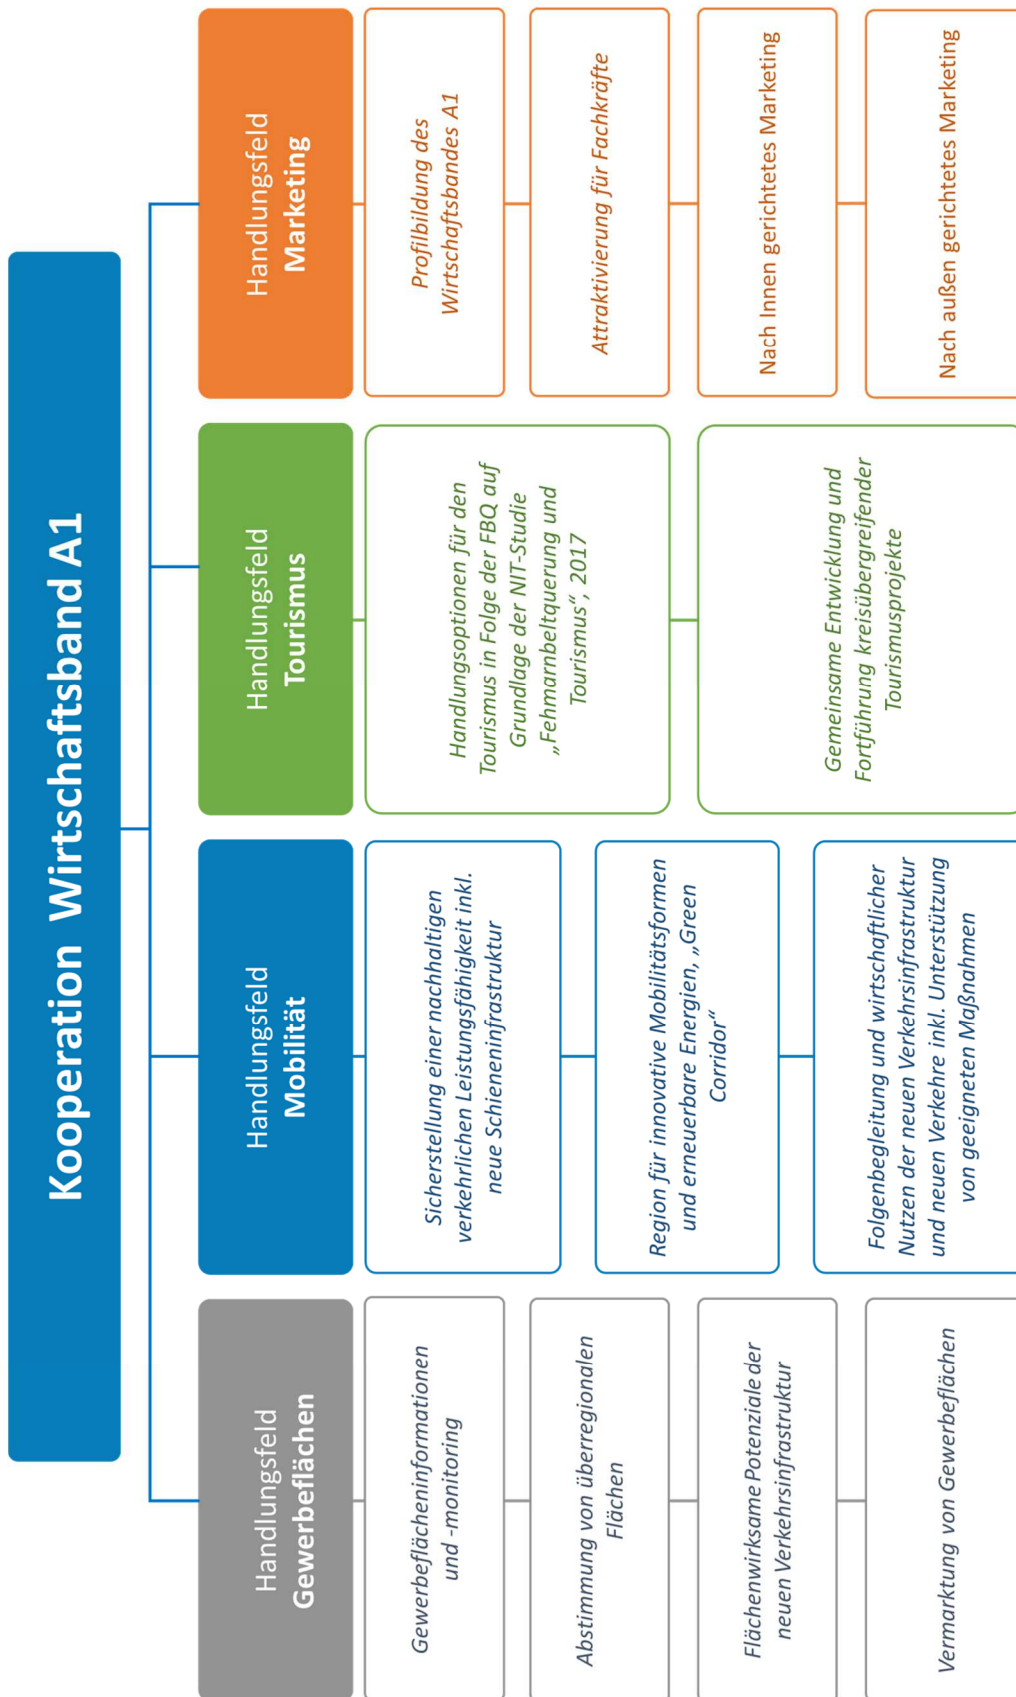 Kooperation Wirtschaftsband A1
Handlungsfeld
Gewerbeflächen
Gewerbeflächeninformationen
und -monitoring
Abstimmung von überregionalen
Flächen
Flächenwirksame Potenziale der
neuen Verkehrsinfrastruktur
Vermarktung von Gewerbeflächen
Handlungsfeld
Mobilität
Sicherstellung einer nachhaltigen
verkehrlichen Leistungsfähigkeit inkl.
neue Schieneninfrastruktur
Region für innovative Mobilitätsformen
und erneuerbare Energien, „Green
Corridor“
Folgenbegleitung und wirtschaftlicher
Nutzen der neuen Verkehrsinfrastruktur
und neuen Verkehre inkl. Unterstützung
von geeigneten Maßnahmen
Handlungsfeld
Tourismus
Handlungsoptionen für den
Tourismus in Folge der FBQ auf
Grundlage der NIT-Studie
„Fehmarnbeltquerung und
Tourismus“, 2017
Gemeinsame Entwicklung und
Fortführung kreisübergreifender
Tourismusprojekte
Handlungsfeld
Marketing
Profilbildung des
Wirtschaftsbandes A1
Attraktivierung für Fachkräfte
Nach Innen gerichtetes Marketing
Nach außen gerichtetes Marketing